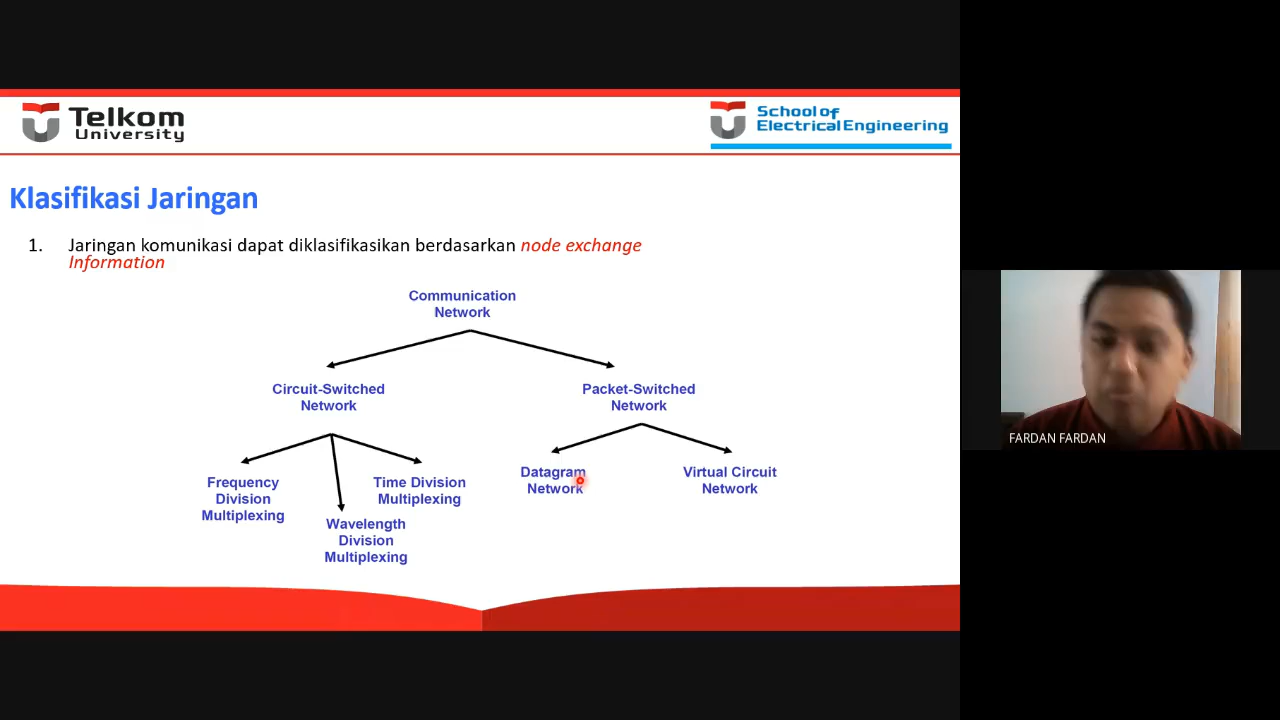 Telkom
University
School of
Electrical Engineering
Klasifikasi Jaringan
1. Jaringan komunikasi dapat diklasifikasikan berdasarkan node exchange
Information
Communication
Network
Circuit-Switched
Network
Packet-Switched
Network
Frequency
Division
Multiplexing
Time Division
Multiplexing
Wavelength
Division
Multiplexing
Datagram
Network
Virtual Circuit
Network
FARDAN FARDAN